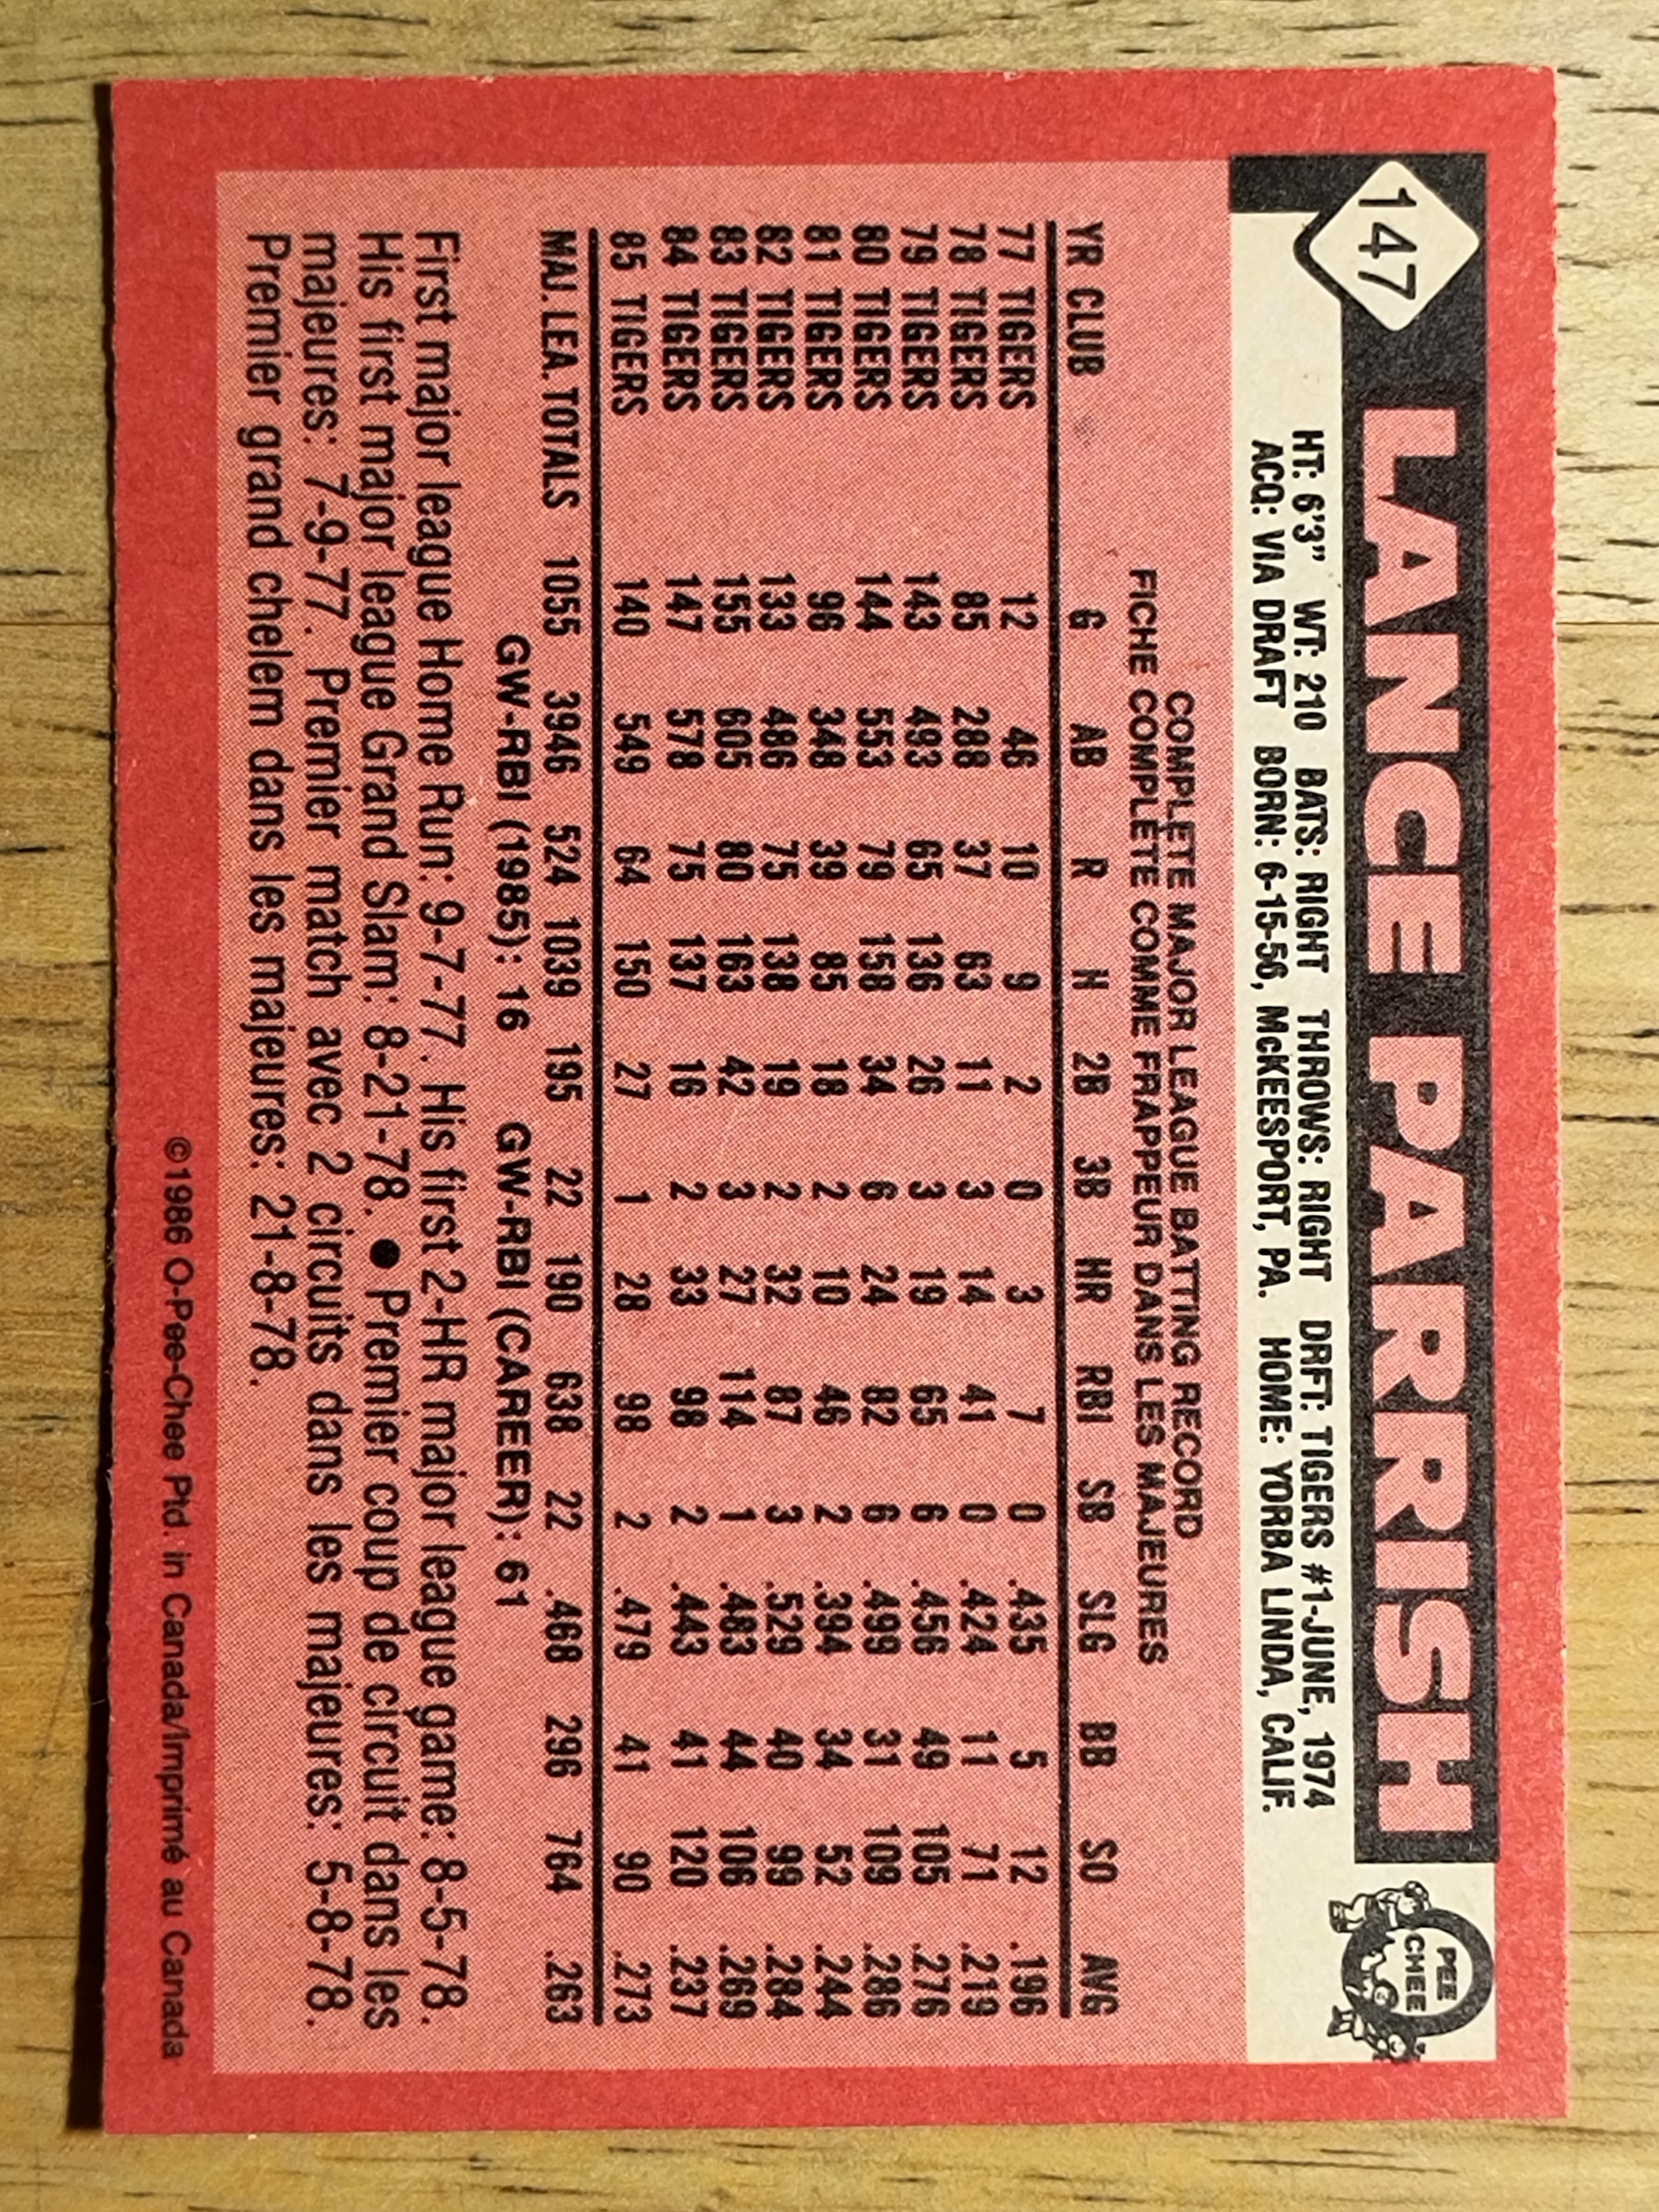 147
LANCE PARRISH
PEE
CHEE
HT: 6'3" WT: 210 BATS: RIGHT THROWS: RIGHT DRFT: TIGERS #1-JUNE, 1974
ACQ: VIA DRAFT BORN: 6-15-56, McKEESPORT, PA. HOME: YORBA LINDA, CALIF.
COMPLETE MAJOR LEAGUE BATTING RECORD
FICHE COMPLÈTE COMME FRAPPEUR DANS LES MAJEURES
YR CLUB G AB R H 2B 3B HR RBI SB SLG BB SO AVG
77 TIGERS 12 46 10 9 2 0 3 7 0 .435 5 12 .196
78 TIGERS 85 288 37 63 11 3 14 41 0 .424 11 71 .219
79 TIGERS 143 493 65 136 26 3 19 65 6 .456 49 105 .276
80 TIGERS 144 553 79 158 34 6 24 82 6 .499 31 109 .286
81 TIGERS 96 348 39 85 18 2 10 46 2 .394 34 52 .244
82 TIGERS 133 486 75 138 19 2 32 87 3 .529 40 99 .284
83 TIGERS 155 605 80 163 42 3 27 114 1 .483 44 106 .269
84 TIGERS 147 578 75 137 16 2 33 98 2 .443 41 120 .237
85 TIGERS 140 549 64 150 27 1 28 98 2 .479 41 90 .273
MAJ. LEA. TOTALS 1055 3946 524 1039 195 22 190 638 22 .468 296 764 .263
GW-RBI (1985): 16 GW-RBI (CAREER): 61
First major league Home Run: 9-7-77. His first 2-HR major league game: 8-5-78.
His first major league Grand Slam: 8-21-78. ● Premier coup de circuit dans les
majeures: 7-9-77. Premier match avec 2 circuits dans les majeures: 5-8-78.
Premier grand chelem dans les majeures: 21-8-78.
©1986 O-Pee-Chee Ptd. in Canada/Imprimé au Canada